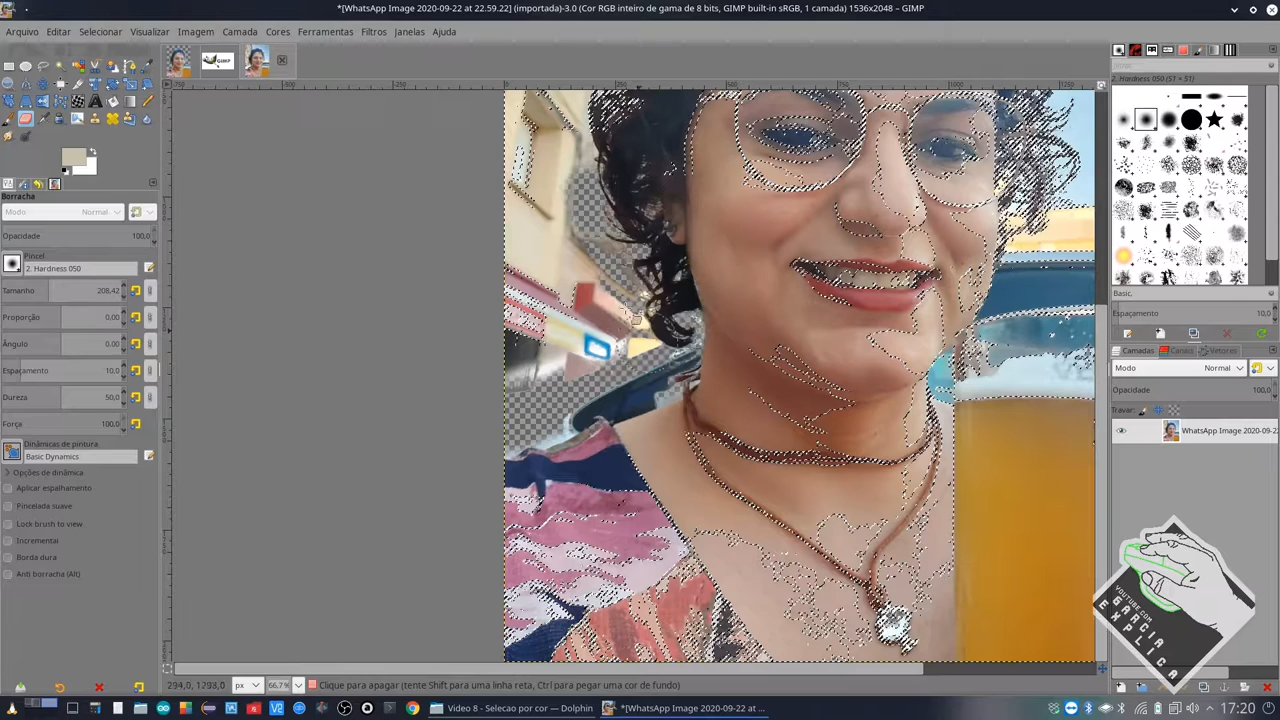 *[WhatsApp Image 2020-09-22 at 22.59.22] (importada)-3.0 (Cor RGB inteiro de gama de 8 bits, GIMP built-in sRGB, 1 camada) 1536x2048 – GIMP
Arquivo Editar Selecionar Visualizar Imagem Camada Cores Ferramentas Filtros Janelas Ajuda
GIMP
2. Hardness 050 (51 × 51)
Borracha
Modo Normal
Opacidade 100,0
Pincel
2. Hardness 050
Tamanho 208,42
Proporção 0,00
Ângulo 0,00
Espaçamento 10,0
Dureza 50,0
Força 100,0
Dinâmicas de pintura
Basic Dynamics
Opções de dinâmica
Aplicar espalhamento
Pincelada suave
Lock brush to view
Incremental
Borda dura
Anti borracha (Alt)
Basic,
Espaçamento 10,0
Camadas Canais Vetores
Modo Normal
Opacidade 100,0
Travar:
WhatsApp Image 2020-09-22
YOUTUBE.COM
EGARCIA
EXPLICA
294,0, 1293,0 px 66,7% Clique para apagar (tente Shift para uma linha reta, Ctrl para pegar uma cor de fundo)
Video 8 - Selecao por cor — Dolphin *[WhatsApp Image 2020-09-22 at ... 17:20